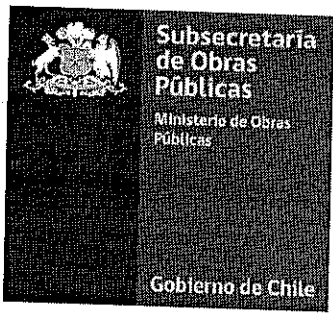 Subsecretaría
de Obras
Públicas
Ministerio de Obras
Públicas
Gobierno de Chile